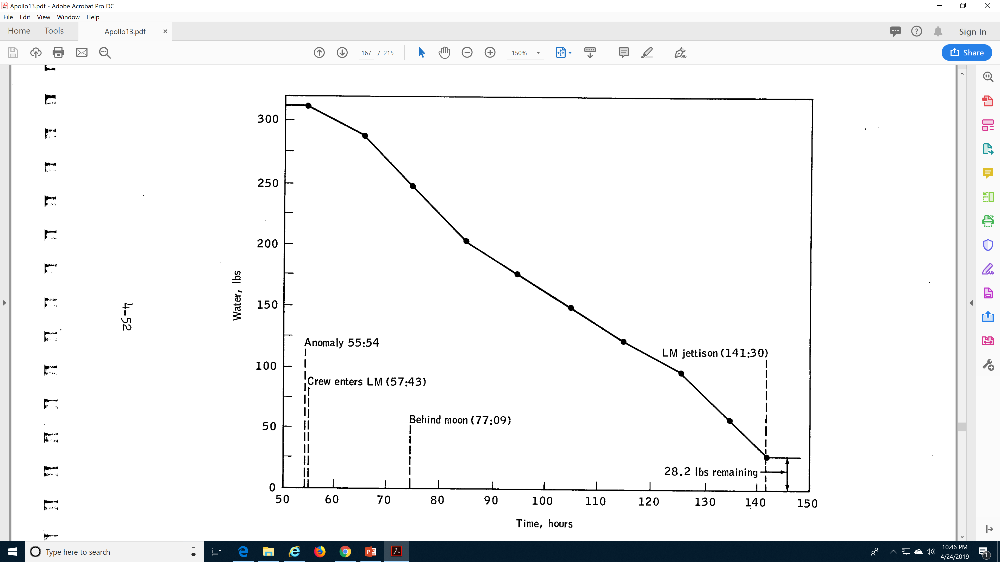 Apollo13.pdf - Adobe Acrobat Pro DC
File Edit View Window Help
Home Tools Apollo13.pdf Sign In
167 / 215 150% Share
300
250
200
150
100
50
0
Water, lbs
4-52
Anomaly 55:54
Crew enters LM (57:43)
Behind moon (77:09)
LM jettison (141:30)
28.2 lbs remaining
50 60 70 80 90 100 110 120 130 140 150
Time, hours
Type here to search
10:46 PM
4/24/2019
1